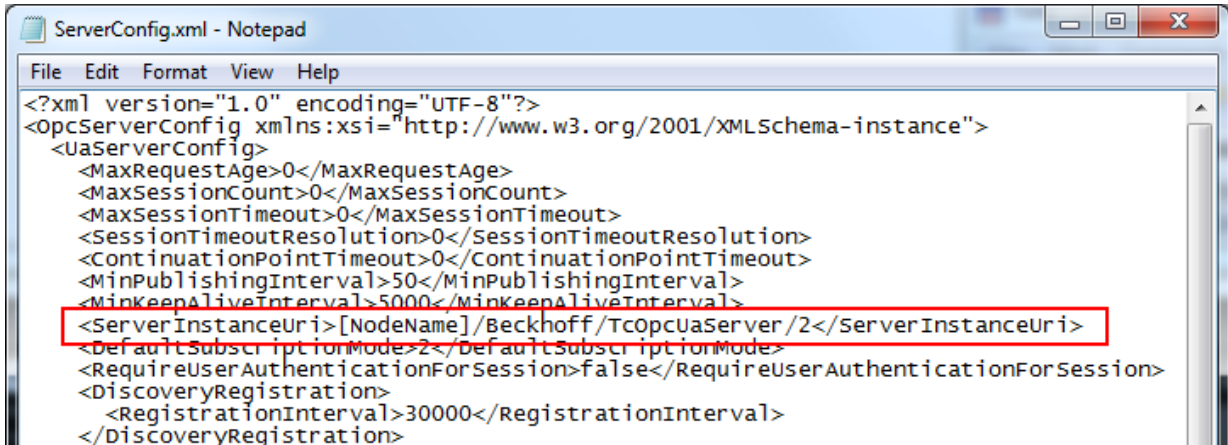 ServerConfig.xml - Notepad
File Edit Format View Help
<?xml version="1.0" encoding="UTF-8"?>
<OpcServerConfig xmlns:xsi="http://www.w3.org/2001/XMLSchema-instance">
<UaServerConfig>
<MaxRequestAge>0</MaxRequestAge>
<MaxSessionCount>0</MaxSessionCount>
<MaxSessionTimeout>0</MaxSessionTimeout>
<SessionTimeoutResolution>0</SessionTimeoutResolution>
<ContinuationPointTimeout>0</ContinuationPointTimeout>
<MinPublishingInterval>50</MinPublishingInterval>
<MinKeepAliveInterval>5000</MinKeepAliveInterval>
<ServerInstanceUri>[NodeName]/Beckhoff/TcOpcUaServer/2</ServerInstanceUri>
<DefaultSubscriptionMode>2</DefaultSubscriptionMode>
<RequireUserAuthenticationForSession>false</RequireUserAuthenticationForSession>
<DiscoveryRegistration>
<RegistrationInterval>30000</RegistrationInterval>
</DiscoveryRegistration>